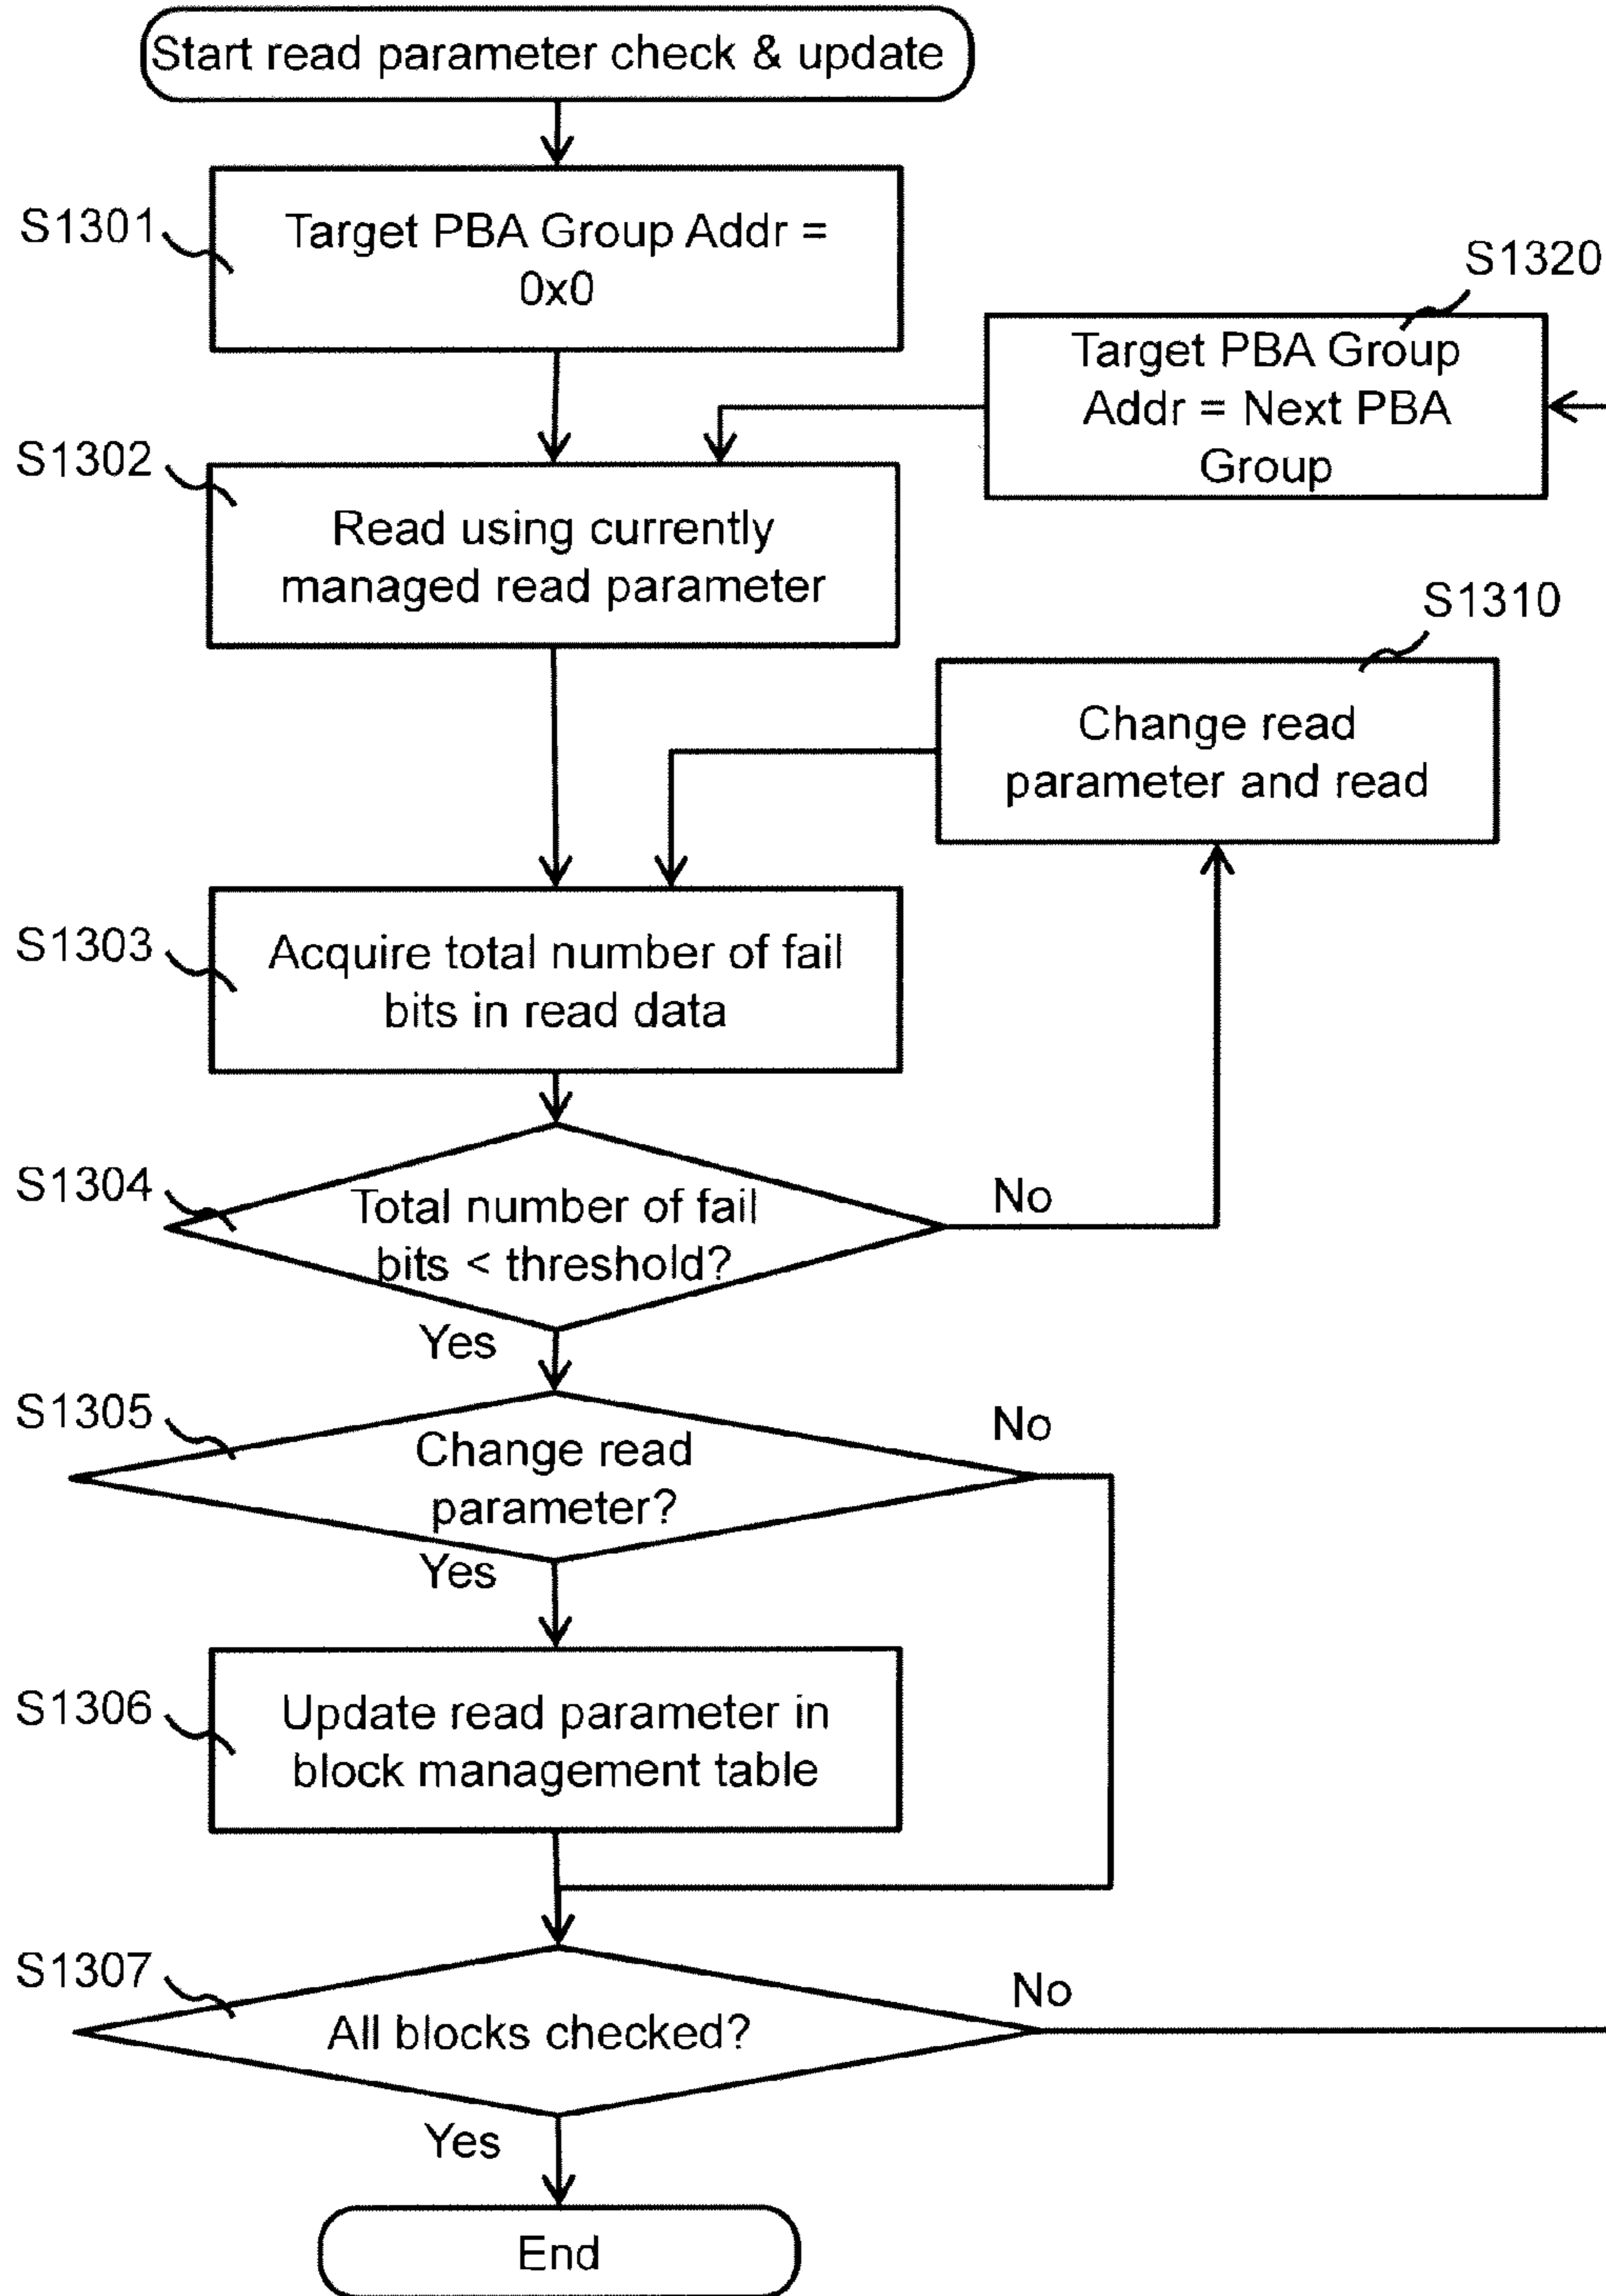 Start read parameter check & update
S1301
Target PBA Group Addr =
0x0
S1320
Target PBA Group
Addr = Next PBA
Group
S1302
Read using currently
managed read parameter
S1310
Change read
parameter and read
S1303
Acquire total number of fail
bits in read data
S1304
Total number of fail
bits < threshold?
No
Yes
S1305
Change read
parameter?
No
Yes
S1306
Update read parameter in
block management table
S1307
All blocks checked?
No
Yes
End